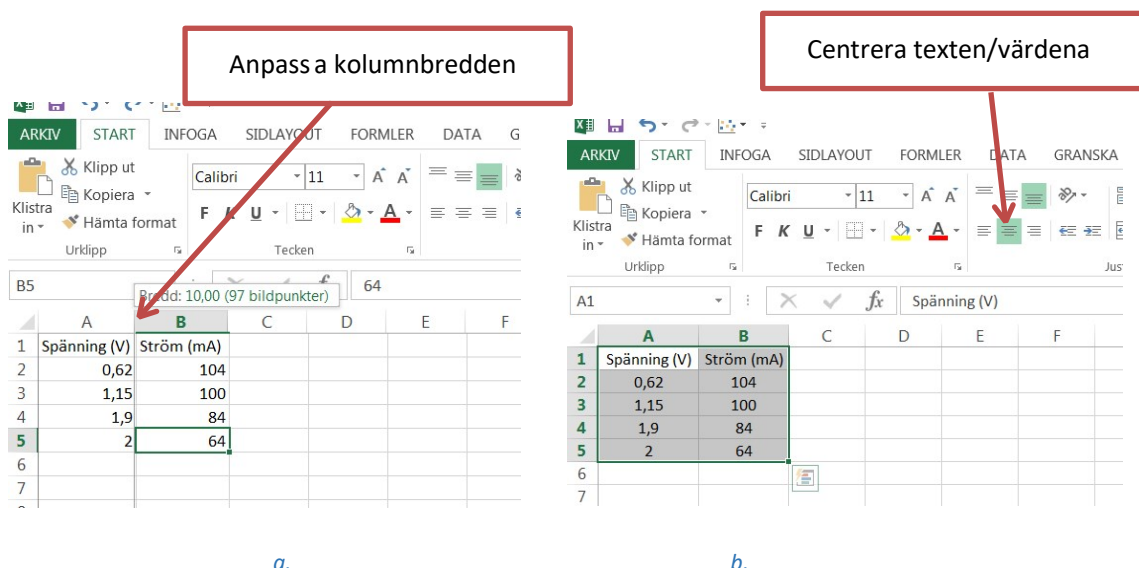 Anpassa kolumnbredden
ARKIV START INFOGA SIDLAYOUT FORMLER DATA G
Klistra in
Klipp ut
Kopiera
Hämta format
Calibri 11 A A
F K U A
Urklipp Tecken
B5 fx 64
Bredd: 10,00 (97 bildpunkter)
A B C D E F
1 Spänning (V) Ström (mA)
2 0,62 104
3 1,15 100
4 1,9 84
5 2 64
6
7
a.
Centrera texten/värdena
ARKIV START INFOGA SIDLAYOUT FORMLER DATA GRANSKA
Klistra in
Klipp ut
Kopiera
Hämta format
Calibri 11 A A
F K U A
Urklipp Tecken Jus
A1 fx Spänning (V)
A B C D E F
1 Spänning (V) Ström (mA)
2 0,62 104
3 1,15 100
4 1,9 84
5 2 64
6
7
b.